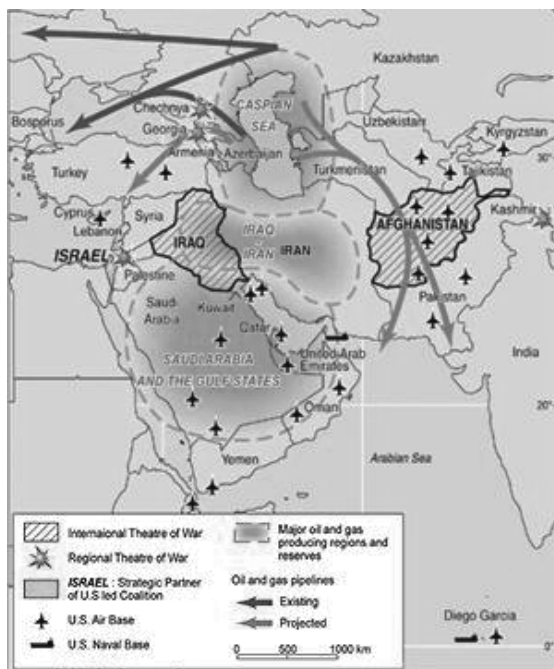 Kazakhstan
CASPIAN
SEA
Chechnya
Bosporus
Georgia
Uzbekistan
Kyrgyzstan
Armenia
Azerbaijan
30°
Turkey
Turkmenistan
Tajikistan
Cyprus
Syria
Kashmir
Lebanon
AFGHANISTAN
IRAQ
IRAQ
IRAN
IRAN
ISRAEL
Palestine
Pakistan
Saudi
Arabia
Kuwait
Qatar
India
SAUDI ARABIA
AND THE GULF STATES
United Arab
Emirates
20°
Oman
Yemen
Arabian Sea
Internaional Theatre of War
Regional Theatre of War
ISRAEL : Strategic Partner
of U.S led Coalition
U.S. Air Base
U.S. Naval Base
Major oil and gas
producing regions and
reserves
Oil and gas pipelines
Existing
Projected
0 500 1000 km
Diego Garcia
0°